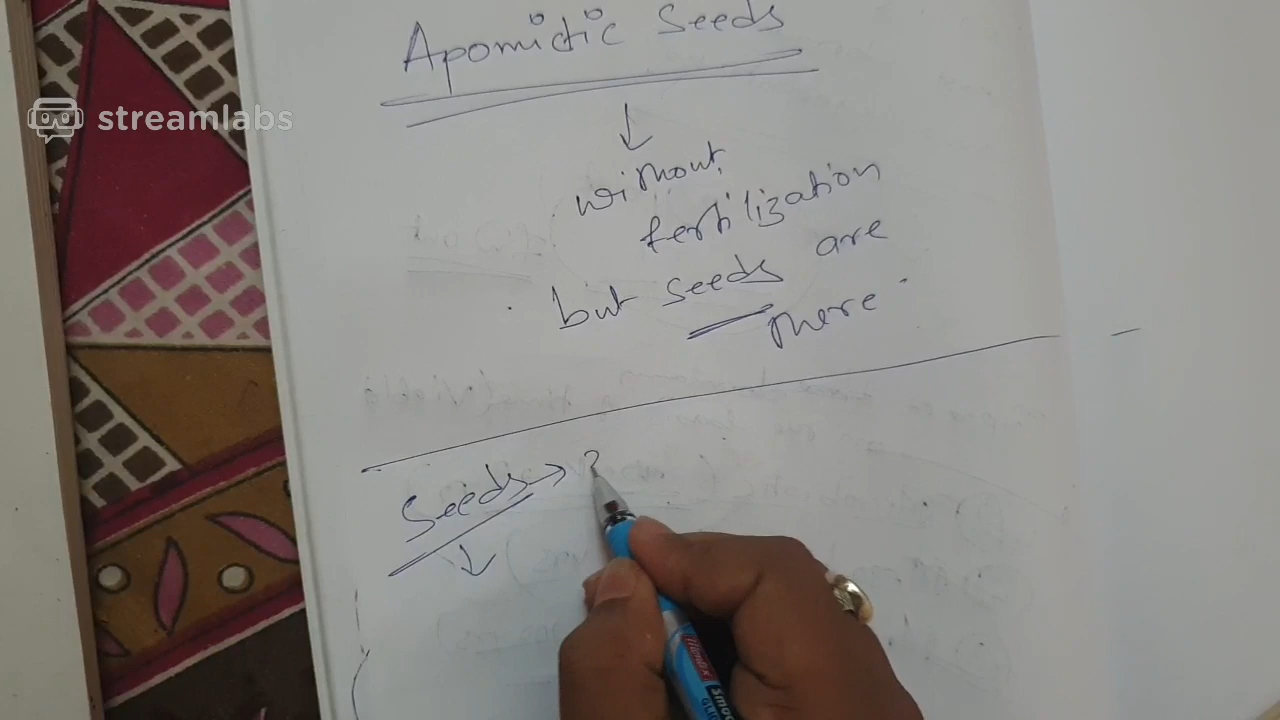 Apomictic Seeds
streamlabs
↓
without
fertilization
but seeds are
there.
Seeds → ?
↓